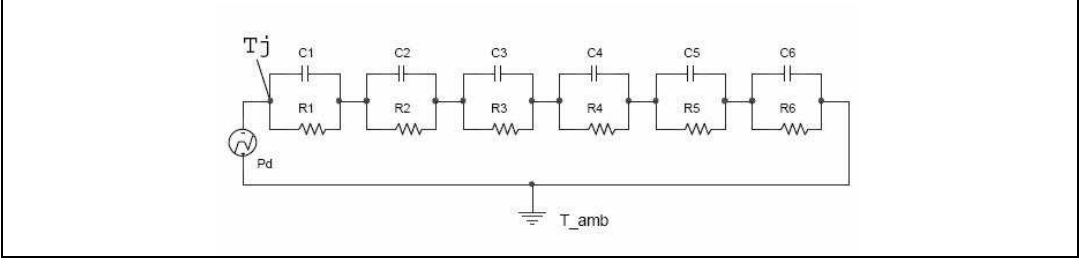 Tj
C1 C2 C3 C4 C5 C6
R1 R2 R3 R4 R5 R6
Pd
T_amb